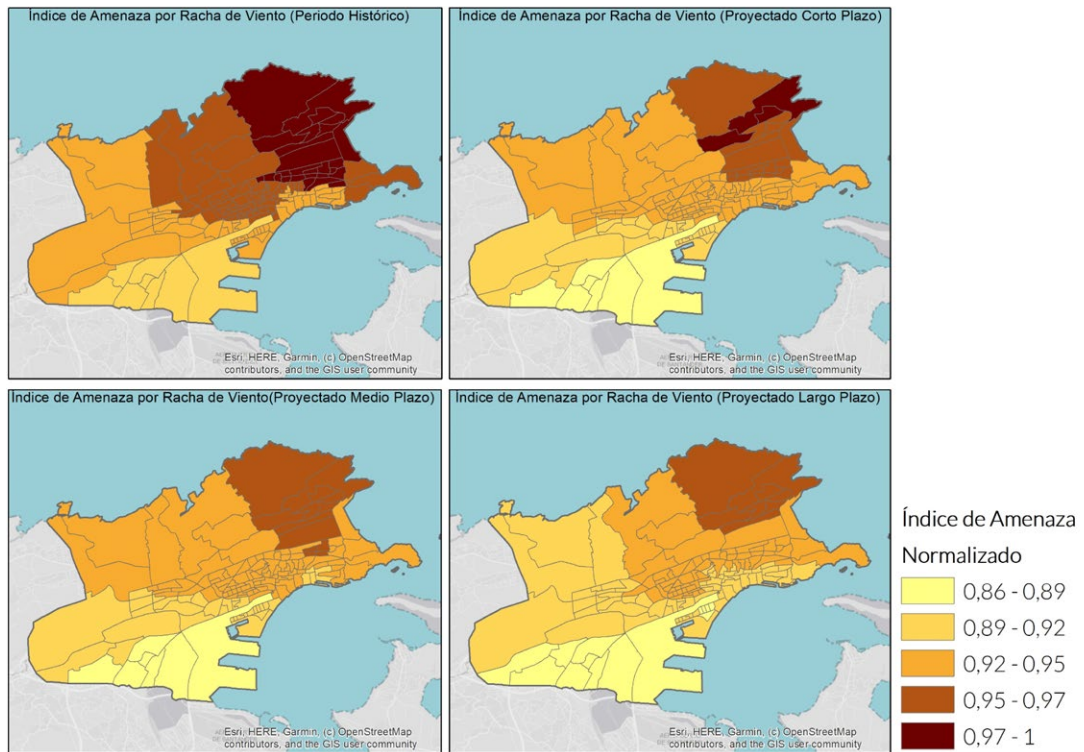 Índice de Amenaza por Racha de Viento (Periodo Histórico)
Esri, HERE, Garmin, (c) OpenStreetMap
contributors, and the GIS user community
Índice de Amenaza por Racha de Viento (Proyectado Corto Plazo)
Esri, HERE, Garmin, (c) OpenStreetMap
contributors, and the GIS user community
Índice de Amenaza por Racha de Viento(Proyectado Medio Plazo)
Esri, HERE, Garmin, (c) OpenStreetMap
contributors, and the GIS user community
Índice de Amenaza por Racha de Viento (Proyectado Largo Plazo)
Esri, HERE, Garmin, (c) OpenStreetMap
contributors, and the GIS user community
Índice de Amenaza
Normalizado
0,86 - 0,89
0,89 - 0,92
0,92 - 0,95
0,95 - 0,97
0,97 - 1